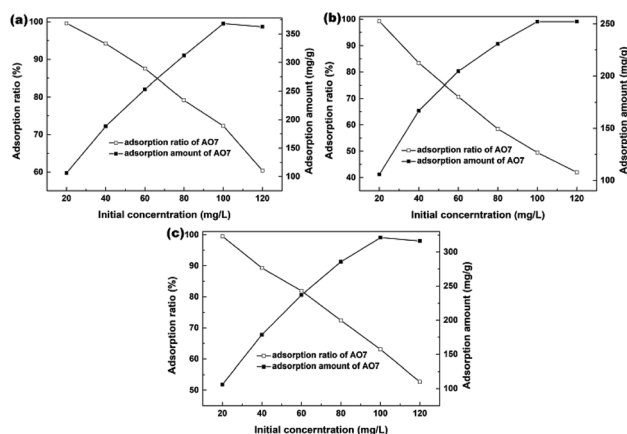 (a)
100
90
80
70
60
350
300
250
200
150
100
Adsorption ratio (%)
Adsorption amount (mg/g)
adsorption ratio of AO7
adsorption amount of AO7
20 40 60 80 100 120
Initial concerntration (mg/L)
(b)
100
90
80
70
60
50
40
250
200
150
100
Adsorption ratio (%)
Adsorption amount (mg/g)
adsorption ratio of AO7
adsorption amount of AO7
20 40 60 80 100 120
Initial concerntration (mg/L)
(c)
100
90
80
70
60
50
300
250
200
150
100
Adsorption ratio (%)
Adsorption amount (mg/g)
adsorption ratio of AO7
adsorption amount of AO7
20 40 60 80 100 120
Initial concerntration (mg/L)